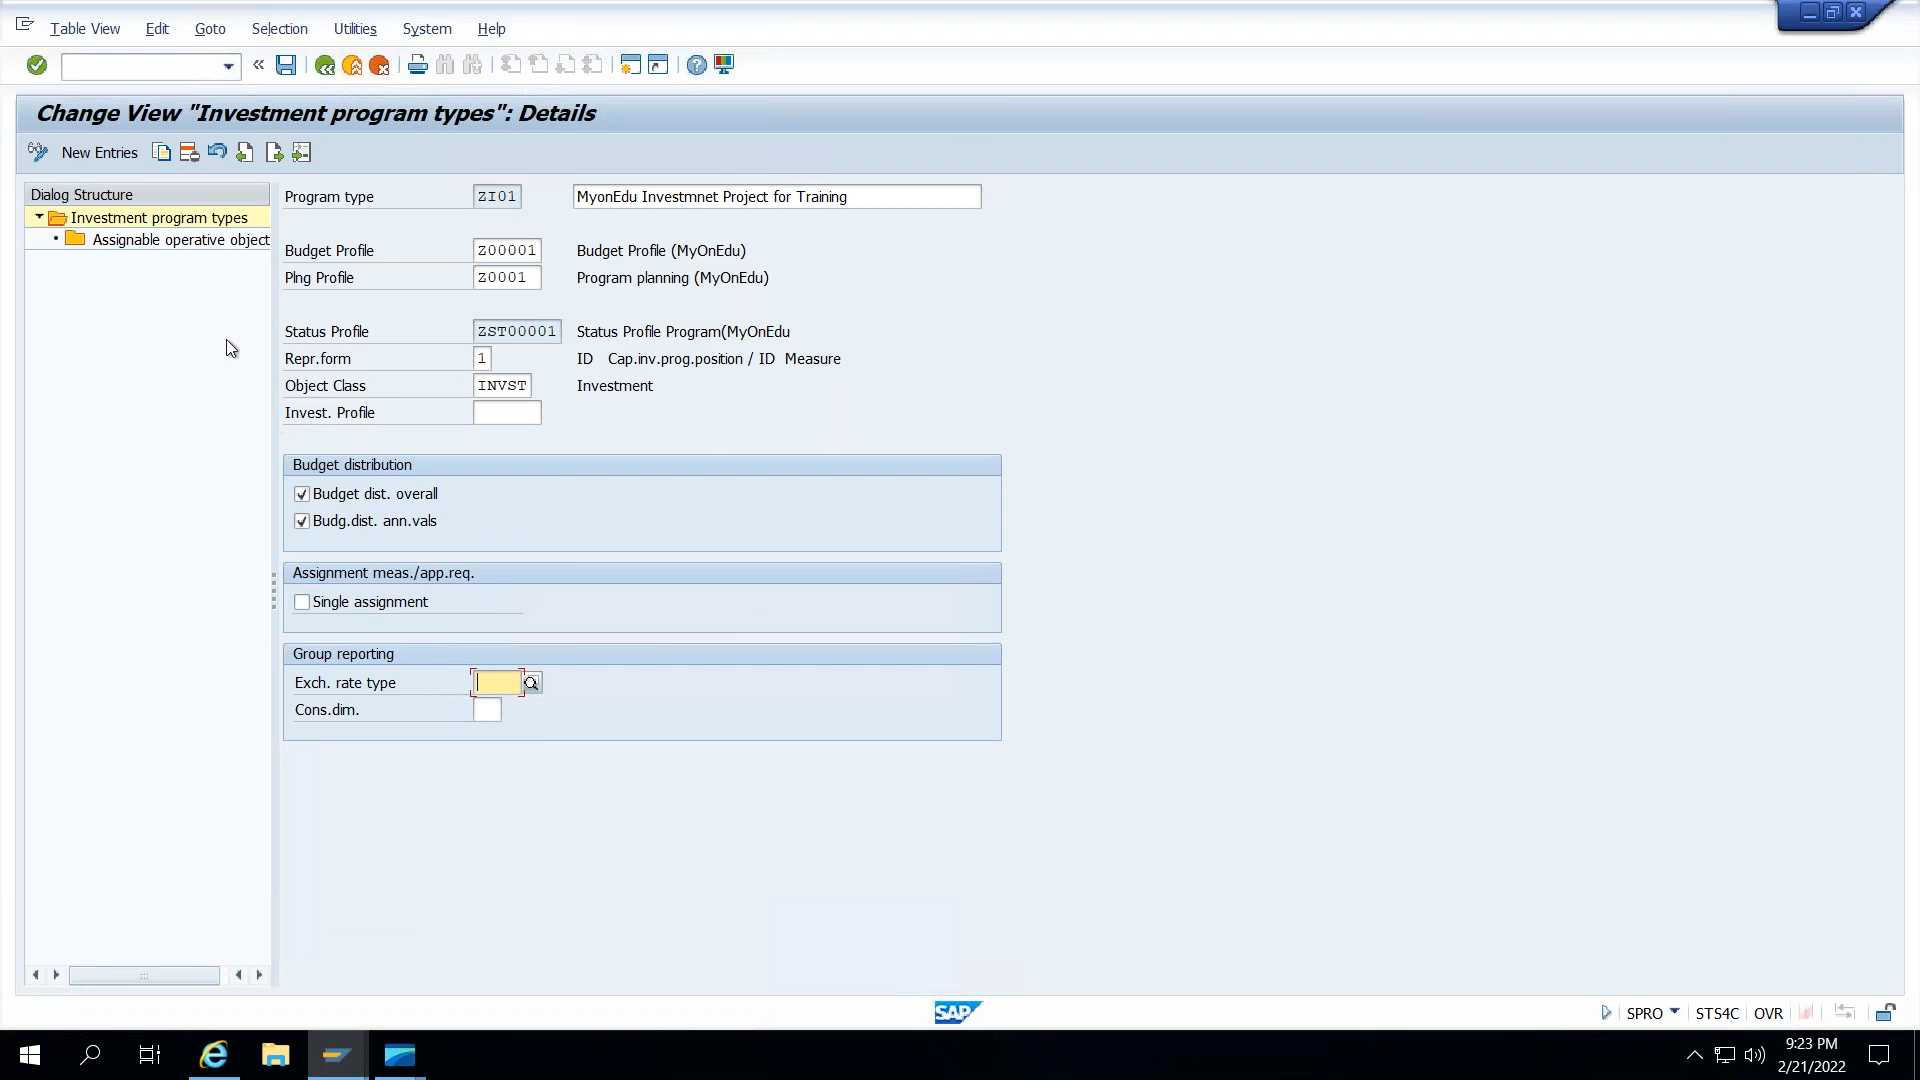 Table View Edit Goto Selection Utilities System Help
Change View "Investment program types": Details
New Entries
Dialog Structure
Investment program types
Assignable operative object
Program type ZI01 MyonEdu Investmnet Project for Training
Budget Profile Z00001 Budget Profile (MyOnEdu)
Plng Profile Z0001 Program planning (MyOnEdu)
Status Profile ZST00001 Status Profile Program(MyOnEdu
Repr.form 1 ID Cap.inv.prog.position / ID Measure
Object Class INVST Investment
Invest. Profile
Budget distribution
Budget dist. overall
Budg.dist. ann.vals
Assignment meas./app.req.
Single assignment
Group reporting
Exch. rate type
Cons.dim.
SAP
SPRO STS4C OVR
9:23 PM
2/21/2022